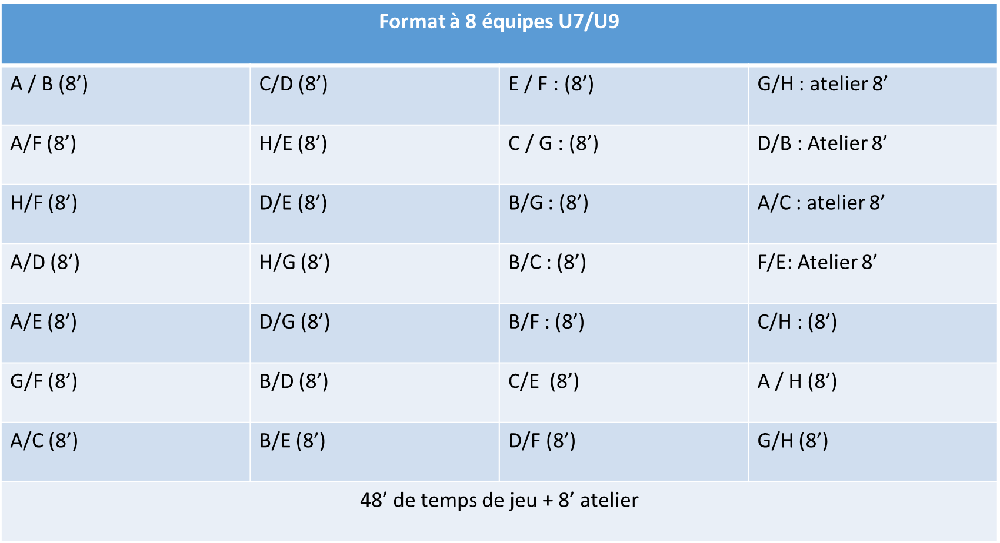 Format à 8 équipes U7/U9
A / B (8’) C/D (8’) E / F : (8’) G/H : atelier 8’
A/F (8’) H/E (8’) C / G : (8’) D/B : Atelier 8’
H/F (8’) D/E (8’) B/G : (8’) A/C : atelier 8’
A/D (8’) H/G (8’) B/C : (8’) F/E: Atelier 8’
A/E (8’) D/G (8’) B/F : (8’) C/H : (8’)
G/F (8’) B/D (8’) C/E (8’) A / H (8’)
A/C (8’) B/E (8’) D/F (8’) G/H (8’)
48’ de temps de jeu + 8’ atelier